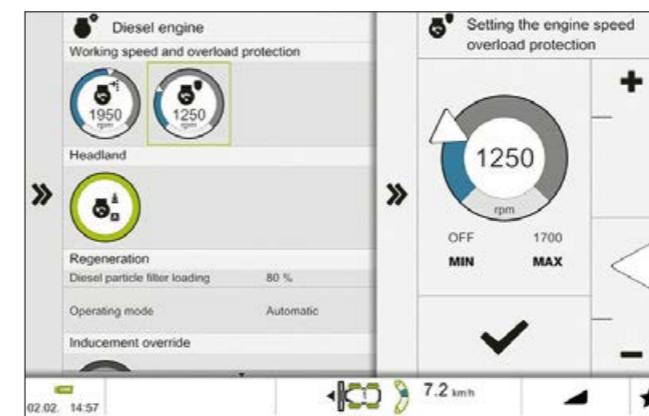 Diesel engine
Working speed and overload protection
1950
rpm
1250
rpm
Headland
Regeneration
Diesel particle filter loading 80 %
Operating mode Automatic
Inducement override
Setting the engine speed
overload protection
1250
rpm
OFF 1700
MIN MAX
02.02. 14:57
1
7.2 km/h